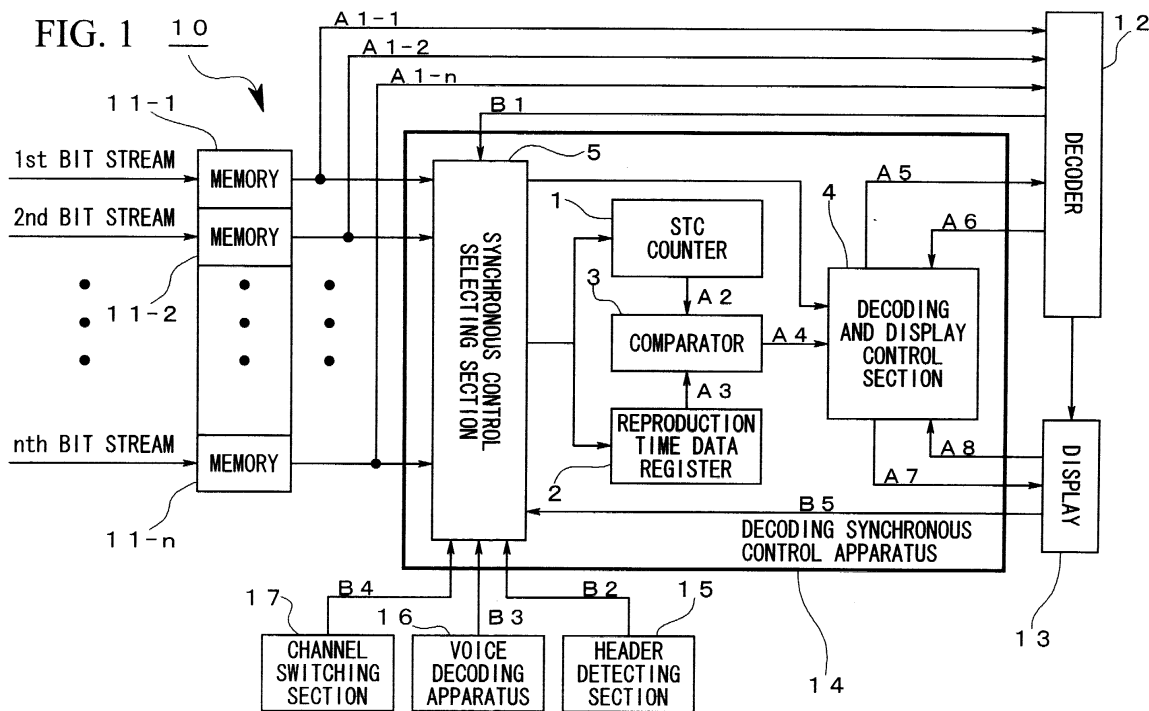 FIG. 1
10
A1-1
A1-2
A1-n
B1
12
11-1
1st BIT STREAM
MEMORY
2nd BIT STREAM
MEMORY
11-2
nth BIT STREAM
MEMORY
11-n
5
SYNCHRONOUS CONTROL
SELECTING SECTION
1
STC
COUNTER
A2
3
COMPARATOR
A4
A3
REPRODUCTION
TIME DATA
REGISTER
2
4
A5
A6
DECODING
AND DISPLAY
CONTROL
SECTION
A8
A7
B5
DECODER
DISPLAY
13
DECODING SYNCHRONOUS
CONTROL APPARATUS
14
B4
B3
B2
17
CHANNEL
SWITCHING
SECTION
16
VOICE
DECODING
APPARATUS
15
HEADER
DETECTING
SECTION